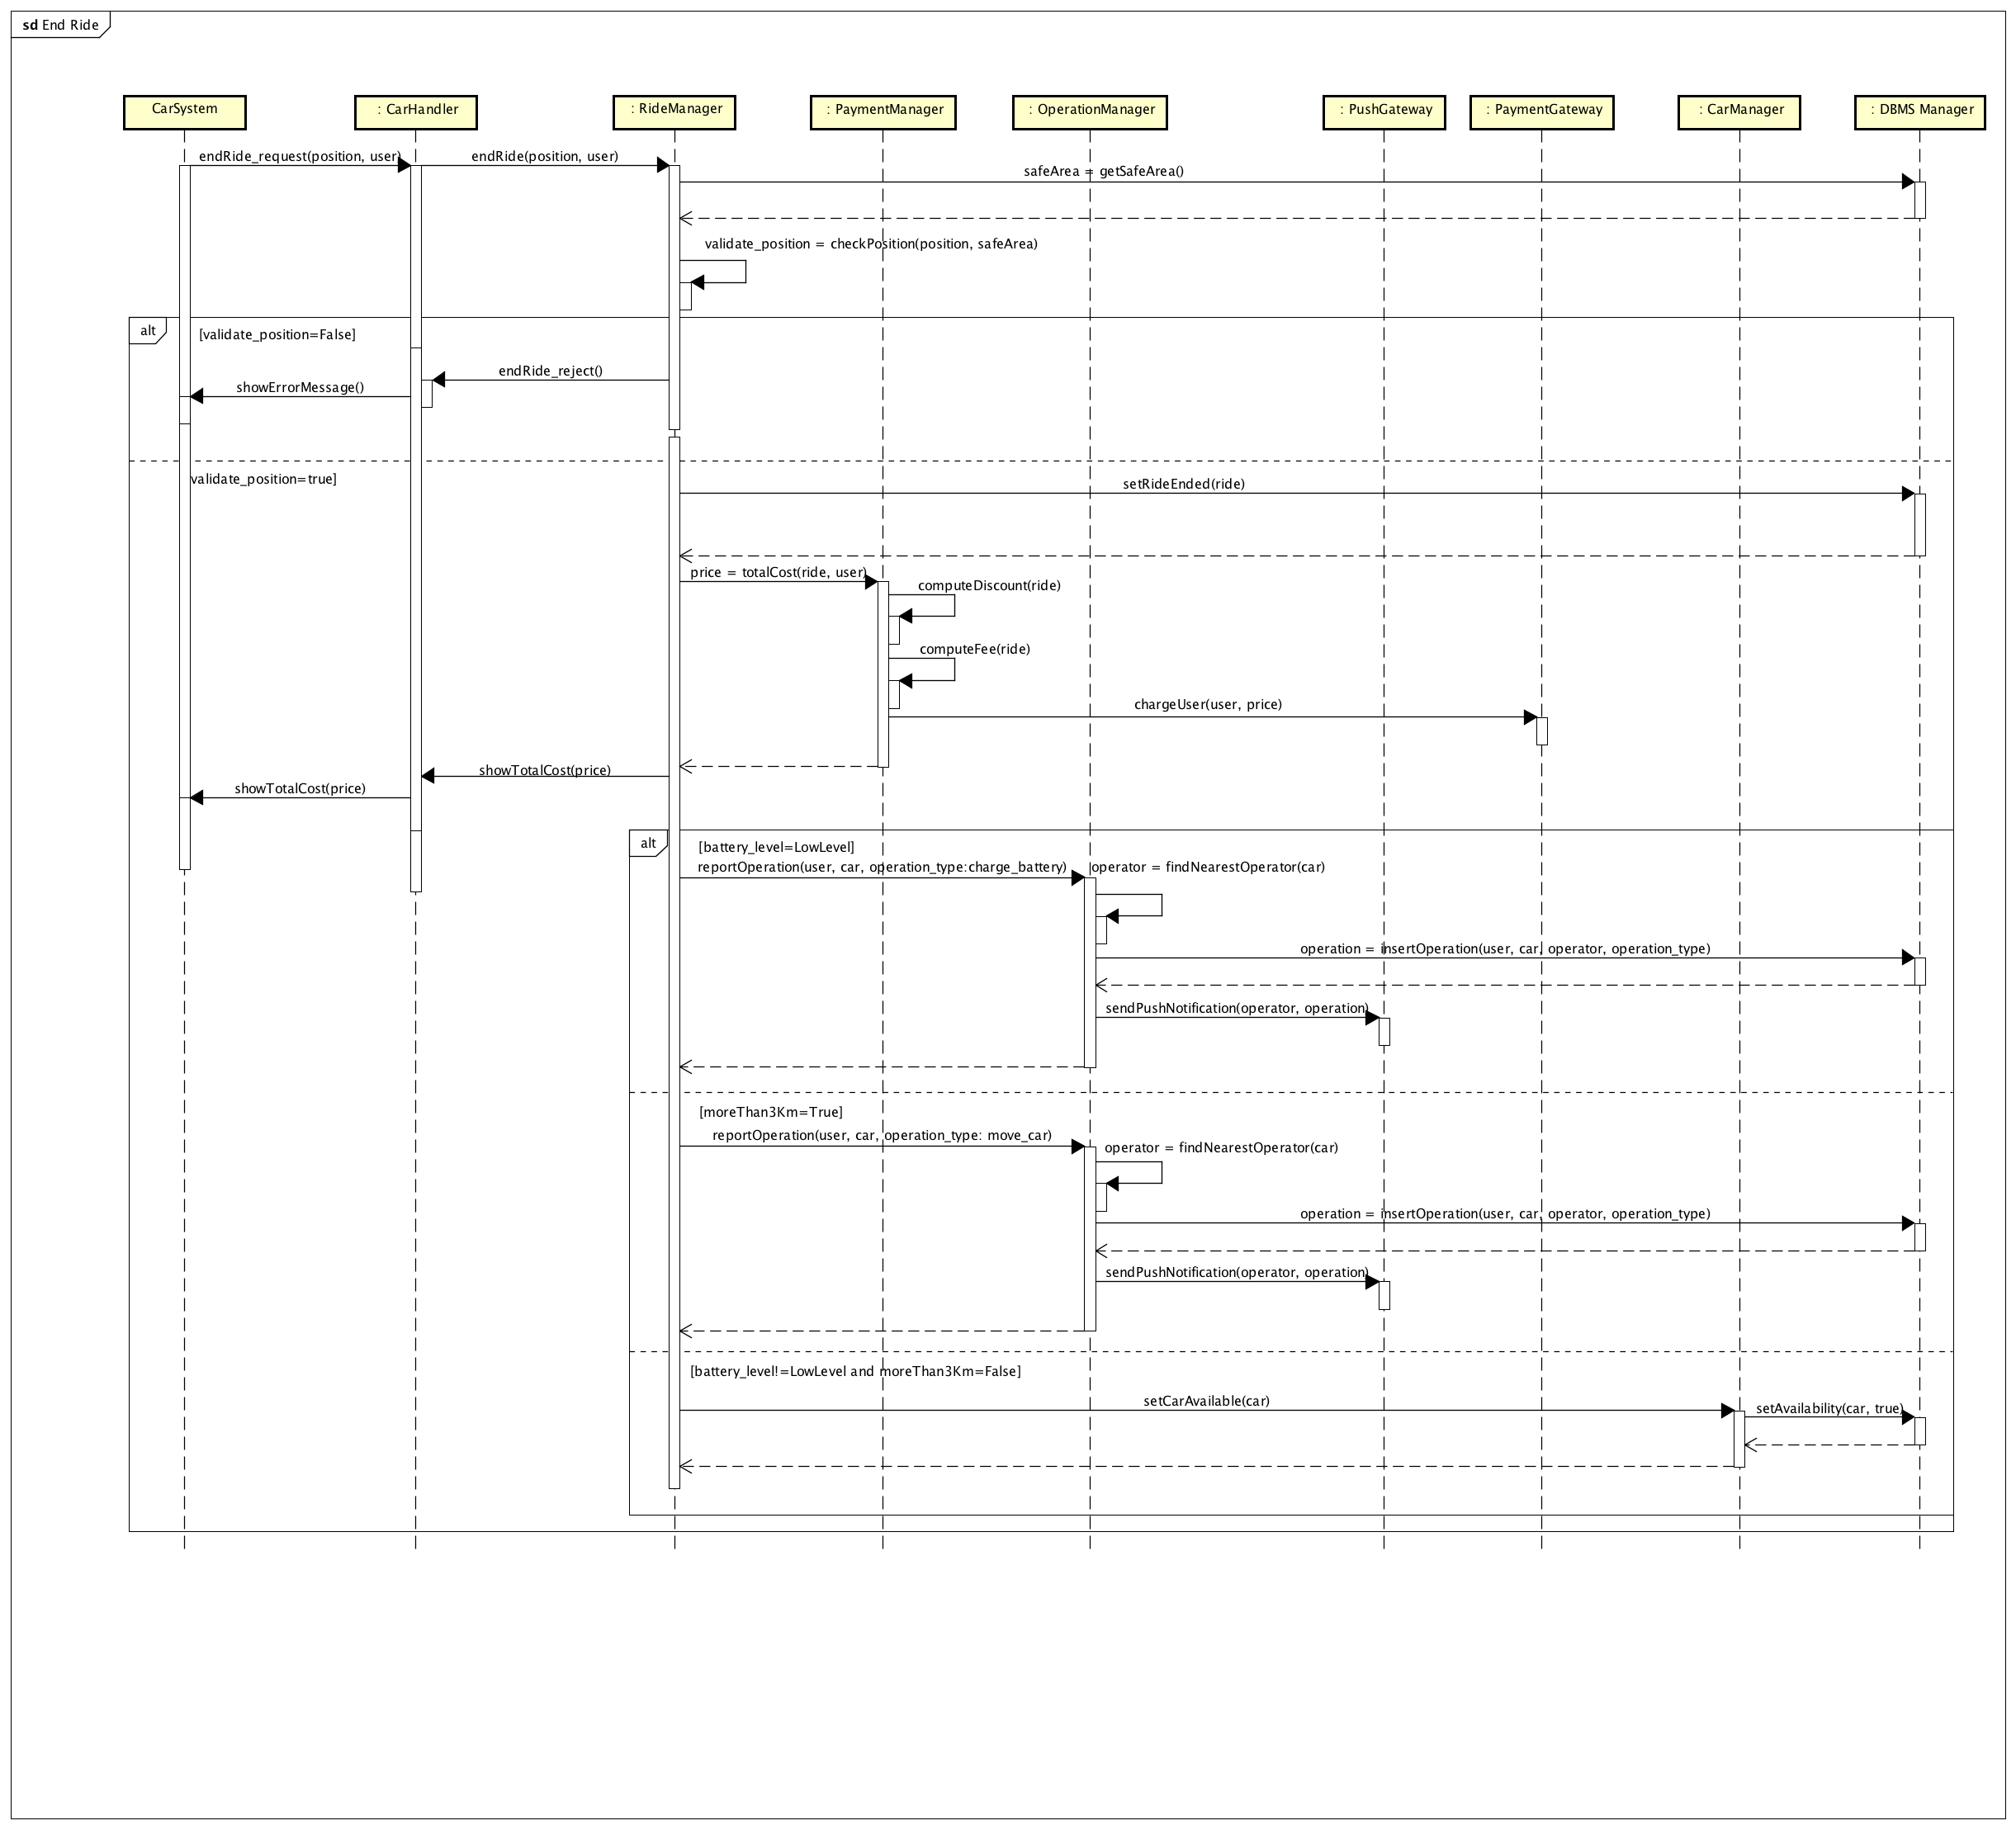 sd End Ride
CarSystem
: CarHandler
: RideManager
: PaymentManager
: OperationManager
: PushGateway
: PaymentGateway
: CarManager
: DBMS Manager
endRide_request(position, user)
endRide(position, user)
safeArea = getSafeArea()
validate_position = checkPosition(position, safeArea)
alt
[validate_position=False]
endRide_reject()
showErrorMessage()
validate_position=true]
setRideEnded(ride)
price = totalCost(ride, user)
computeDiscount(ride)
computeFee(ride)
chargeUser(user, price)
showTotalCost(price)
showTotalCost(price)
alt
[battery_level=LowLevel]
reportOperation(user, car, operation_type:charge_battery)
operator = findNearestOperator(car)
operation = insertOperation(user, car, operator, operation_type)
sendPushNotification(operator, operation)
[moreThan3Km=True]
reportOperation(user, car, operation_type: move_car)
operator = findNearestOperator(car)
operation = insertOperation(user, car, operator, operation_type)
sendPushNotification(operator, operation)
[battery_level!=LowLevel and moreThan3Km=False]
setCarAvailable(car)
setAvailability(car, true)